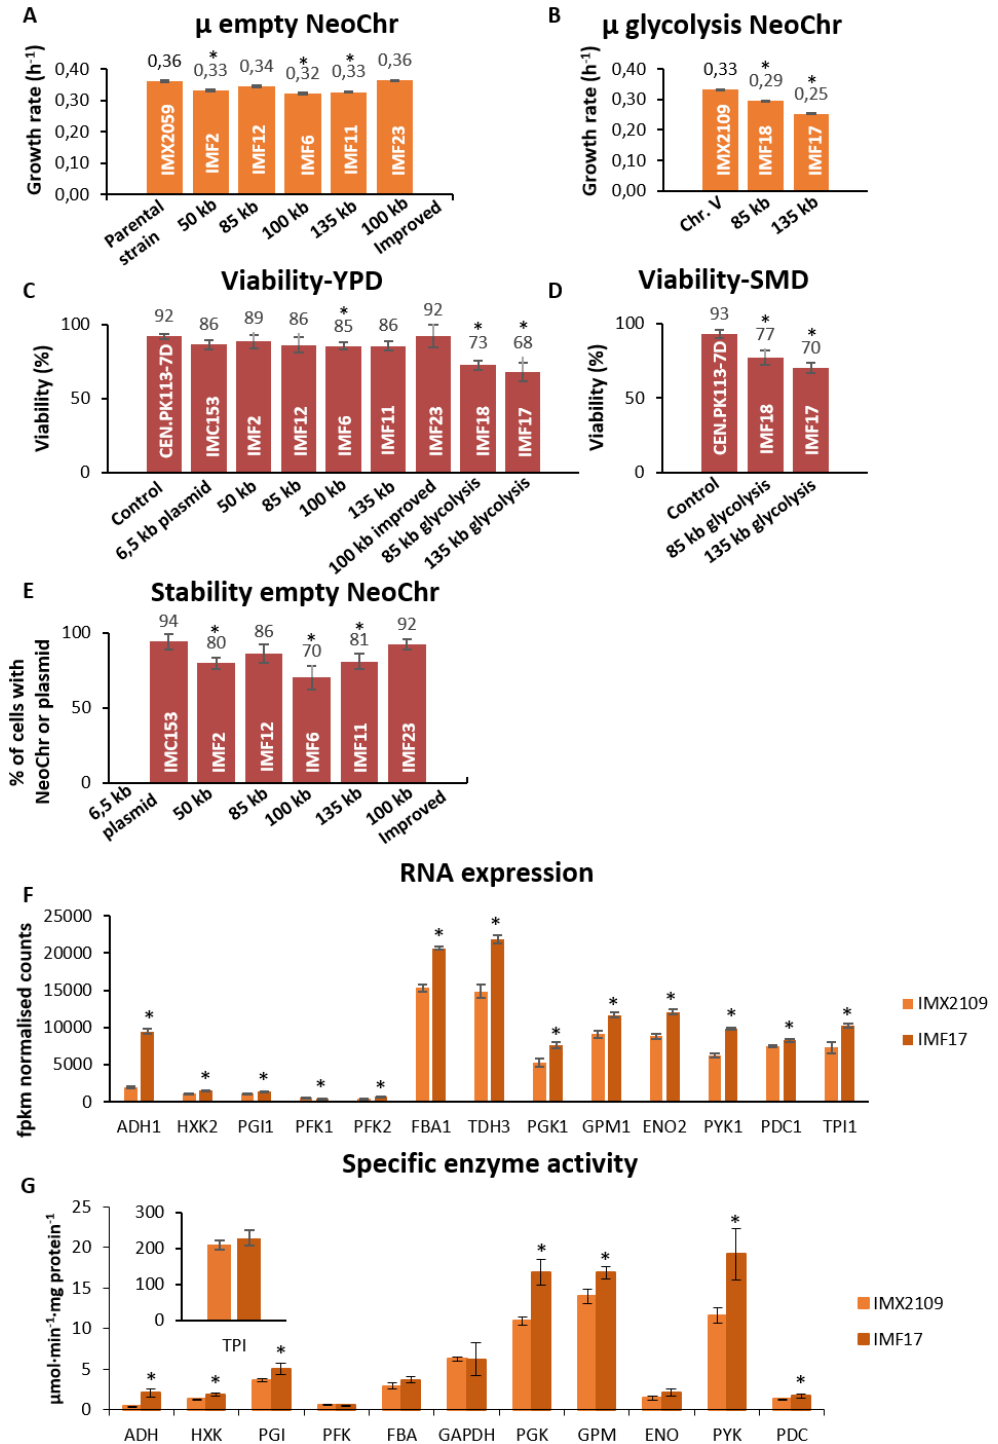 A
μ empty NeoChr
Growth rate (h⁻¹)
0,40
0,30
0,20
0,10
0,00
0,36
*
0,33
0,34
*
0,32
*
0,33
0,36
IMX2059
IMF2
IMF12
IMF6
IMF11
IMF23
Parental strain
50 kb
85 kb
100 kb
135 kb
100 kb Improved
B
μ glycolysis NeoChr
Growth rate (h⁻¹)
0,40
0,30
0,20
0,10
0,00
0,33
*
0,29
*
0,25
IMX2109
IMF18
IMF17
Chr. V
85 kb
135 kb
C
Viability-YPD
Viability (%)
100
50
0
92
86
89
86
*
85
86
92
*
73
*
68
CEN.PK113-7D
IMC153
IMF2
IMF12
IMF6
IMF11
IMF23
IMF18
IMF17
Control
6,5 kb plasmid
50 kb
85 kb
100 kb
135 kb
100 kb improved
85 kb glycolysis
135 kb glycolysis
D
Viability-SMD
Viability (%)
100
50
0
93
*
77
*
70
CEN.PK113-7D
IMF18
IMF17
Control
85 kb glycolysis
135 kb glycolysis
E
Stability empty NeoChr
% of cells with
NeoChr or plasmid
100
50
0
94
*
80
86
*
70
*
81
92
IMC153
IMF2
IMF12
IMF6
IMF11
IMF23
6,5 kb
plasmid
50 kb
85 kb
100 kb
135 kb
100 kb
Improved
F
RNA expression
fpkm normalised counts
25000
20000
15000
10000
5000
0
* * * * * * * * * * * * *
ADH1 HXK2 PGI1 PFK1 PFK2 FBA1 TDH3 PGK1 GPM1 ENO2 PYK1 PDC1 TPI1
IMX2109
IMF17
G
Specific enzyme activity
μmol·min⁻¹·mg protein⁻¹
25
20
15
10
5
0
300
200
100
0
TPI
* * * * * * *
ADH HXK PGI PFK FBA GAPDH PGK GPM ENO PYK PDC
IMX2109
IMF17